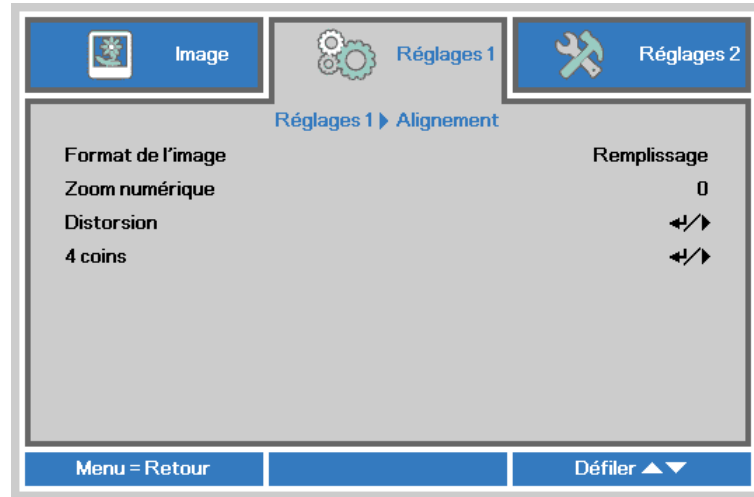 Image
Réglages 1
Réglages 2
Réglages 1 ▶ Alignement
Format de l'image Remplissage
Zoom numérique 0
Distorsion ↵/▶
4 coins ↵/▶
Menu = Retour Défiler ▲▼